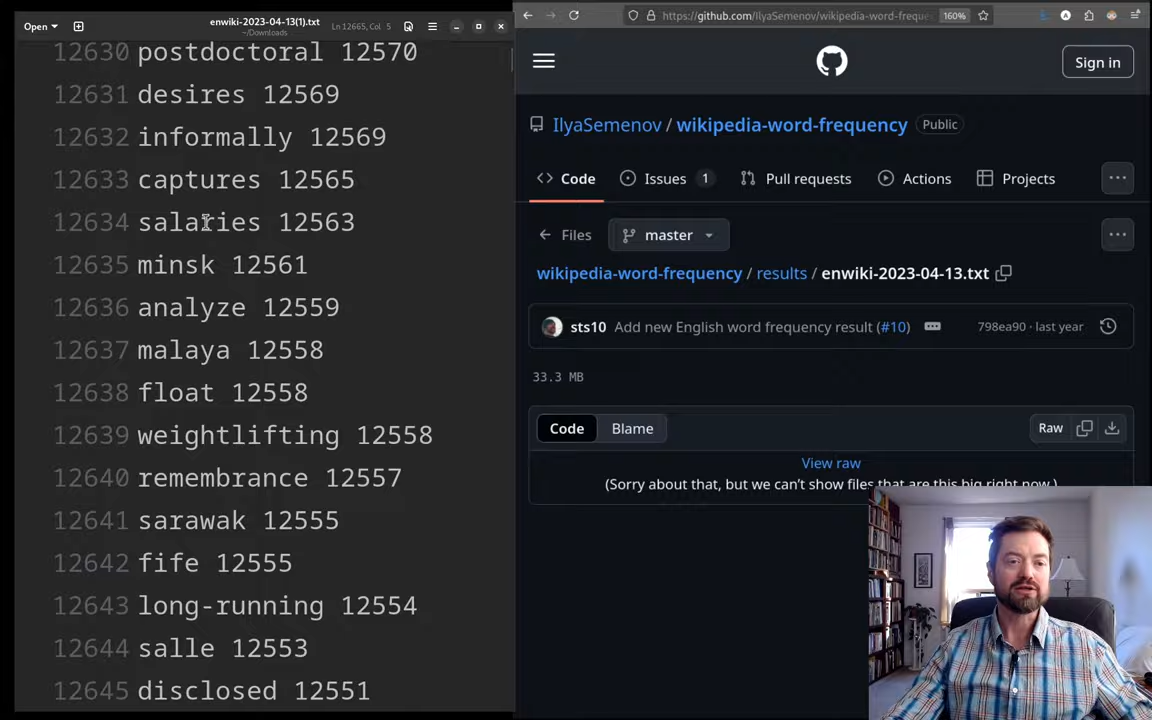 Open
enwiki-2023-04-13(1).txt
~/Downloads
Ln 12665, Col 5
12630 postdoctoral 12570
12631 desires 12569
12632 informally 12569
12633 captures 12565
12634 salaries 12563
12635 minsk 12561
12636 analyze 12559
12637 malaya 12558
12638 float 12558
12639 weightlifting 12558
12640 remembrance 12557
12641 sarawak 12555
12642 fife 12555
12643 long-running 12554
12644 salle 12553
12645 disclosed 12551
https://github.com/IlyaSemenov/wikipedia-word-freque
160%
Sign in
IlyaSemenov / wikipedia-word-frequency Public
Code Issues 1 Pull requests Actions Projects
Files master
wikipedia-word-frequency / results / enwiki-2023-04-13.txt
sts10 Add new English word frequency result (#10) 798ea90 · last year
33.3 MB
Code Blame Raw
View raw
(Sorry about that, but we can't show files that are this big right now.)